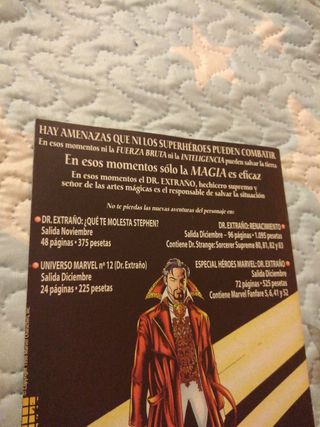 HAY AMENAZAS QUE NI LOS SUPERHÉROES PUEDEN COMBATIR
En esos momentos ni la FUERZA BRUTA ni la INTELIGENCIA pueden salvar la tierra
En esos momentos sólo la MAGIA es eficaz
En esos momentos el DR. EXTRAÑO, hechicero supremo y
señor de las artes mágicas es el responsable de salvar la situación
No te pierdas las nuevas aventuras del personaje en:
DR. EXTRAÑO: ¿QUÉ TE MOLESTA STEPHEN?
Salida Noviembre
48 páginas • 375 pesetas
DR. EXTRAÑO: RENACIMIENTO
Salida Diciembre – 96 páginas • 1.095 pesetas
Contiene Dr. Strange: Sorcerer Supreme 80, 81, 82 y 83
UNIVERSO MARVEL nº 12 (Dr. Extraño)
Salida Diciembre
24 páginas • 225 pesetas
ESPECIAL HÉROES MARVEL: DR. EXTRAÑO
Salida Diciembre
72 páginas • 525 pesetas
Contiene Marvel Fanfare 5, 6, 41 y 52